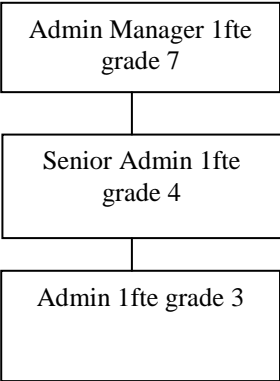 Admin Manager 1fte
grade 7
Senior Admin 1fte
grade 4
Admin 1fte grade 3